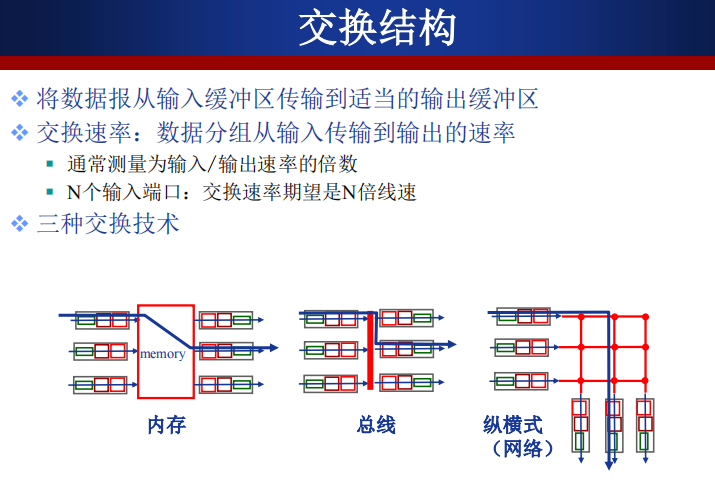 交换结构
将数据报从输入缓冲区传输到适当的输出缓冲区
交换速率：数据分组从输入传输到输出的速率
通常测量为输入/输出速率的倍数
N个输入端口：交换速率期望是N倍线速
三种交换技术
memory
内存
总线
纵横式
（网络）